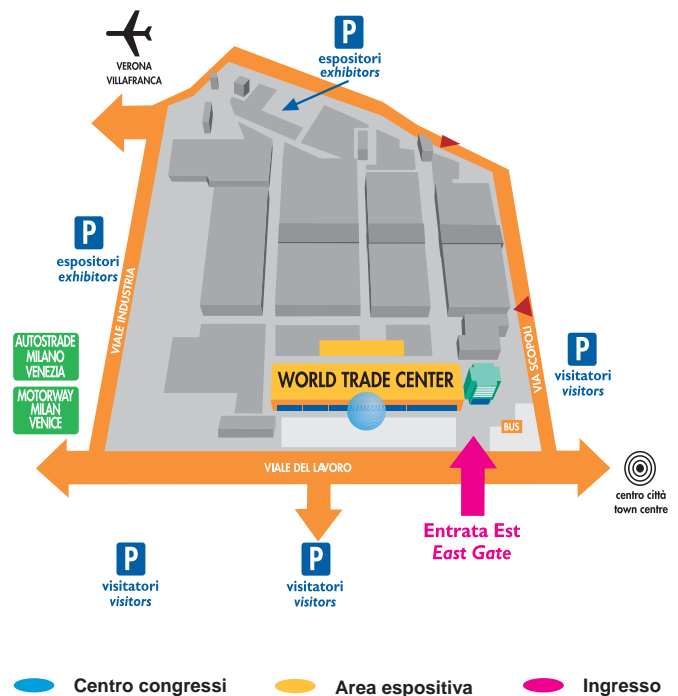 P
espositori
exhibitors
VERONA
VILLAFRANCA
P
espositori
exhibitors
VIALE INDUSTRIA
AUTOSTRADE
MILANO
VENEZIA
MOTORWAY
MILAN
VENICE
WORLD TRADE CENTER
VIA SCOPOLI
P
visitatori
visitors
BUS
VIALE DEL LAVORO
centro città
town centre
Entrata Est
East Gate
P
visitatori
visitors
P
visitatori
visitors
Centro congressi
Area espositiva
Ingresso